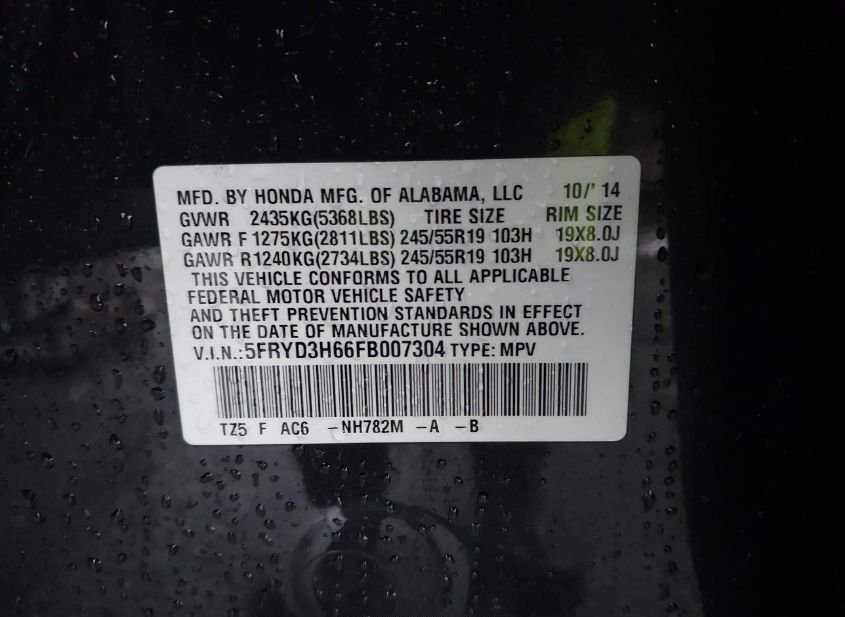 MFD. BY HONDA MFG. OF ALABAMA, LLC 10/' 14
GVWR 2435KG(5368LBS) TIRE SIZE RIM SIZE
GAWR F 1275KG(2811LBS) 245/55R19 103H 19X8.0J
GAWR R1240KG(2734LBS) 245/55R19 103H 19X8.0J
THIS VEHICLE CONFORMS TO ALL APPLICABLE
FEDERAL MOTOR VEHICLE SAFETY
AND THEFT PREVENTION STANDARDS IN EFFECT
ON THE DATE OF MANUFACTURE SHOWN ABOVE.
V.I.N.:5FRYD3H66FB007304 TYPE: MPV
TZ5 F AC6 -NH782M -A -B